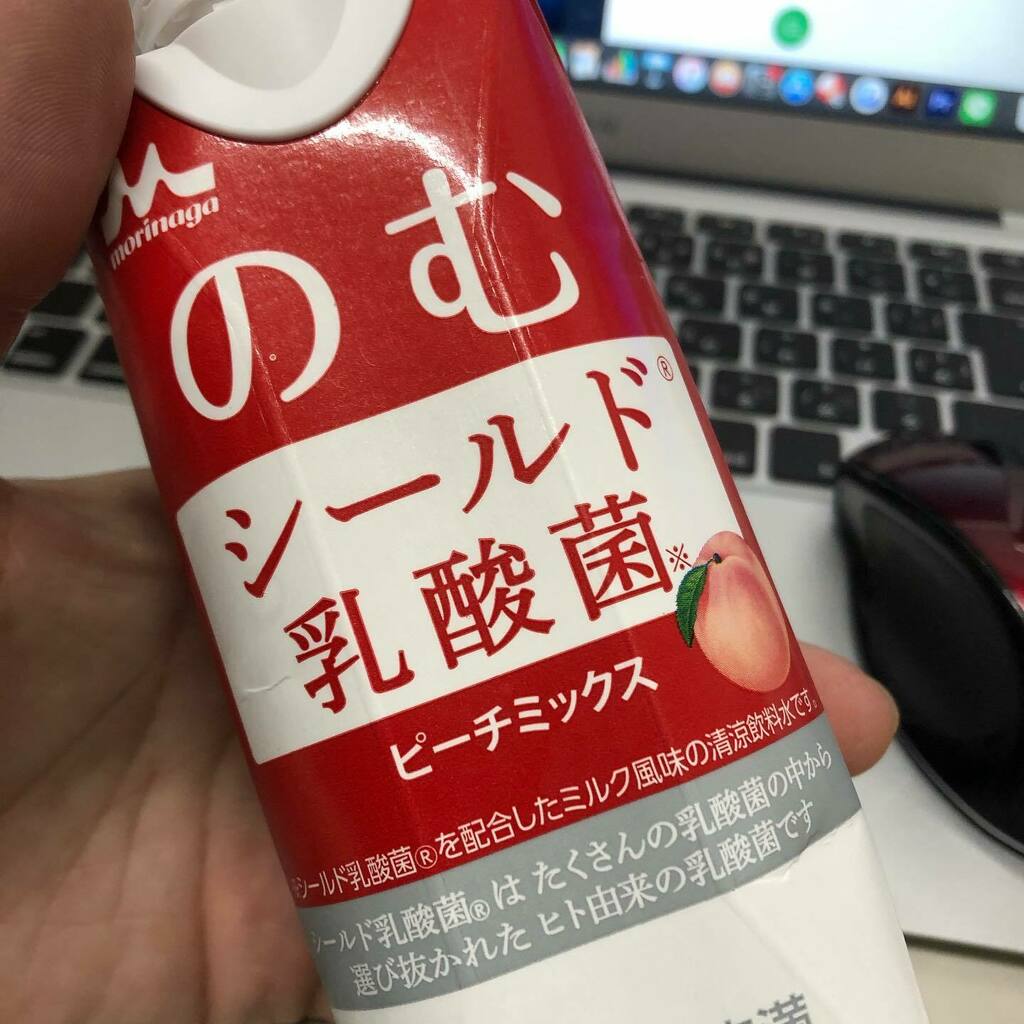 morinaga
のむ
シールド®
乳酸菌※
ピーチミックス
シールド乳酸菌®を配合したミルク風味の清涼飲料水です。
シールド乳酸菌®は たくさんの乳酸菌の中から
選び抜かれた ヒト由来の乳酸菌です